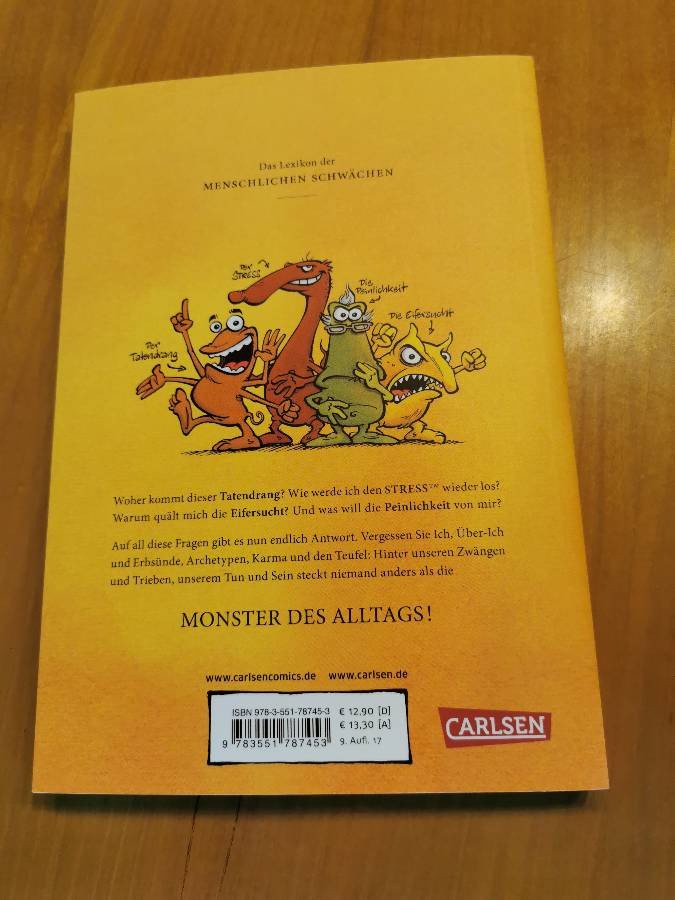 Das Lexikon der
MENSCHLICHEN SCHWÄCHEN
Der
STRESS
Die
Peinlichkeit
Die Eifersucht
Der
Tatendrang
Woher kommt dieser Tatendrang? Wie werde ich den STRESS™ wieder los?
Warum quält mich die Eifersucht? Und was will die Peinlichkeit von mir?
Auf all diese Fragen gibt es nun endlich Antwort. Vergessen Sie Ich, Über-Ich
und Erbsünde, Archetypen, Karma und den Teufel: Hinter unseren Zwängen
und Trieben, unserem Tun und Sein steckt niemand anders als die
MONSTER DES ALLTAGS!
www.carlsencomics.de www.carlsen.de
ISBN 978-3-551-78745-3
€ 12,90 [D]
€ 13,30 [A]
9 783551 787453
9. Aufl. 17
CARLSEN